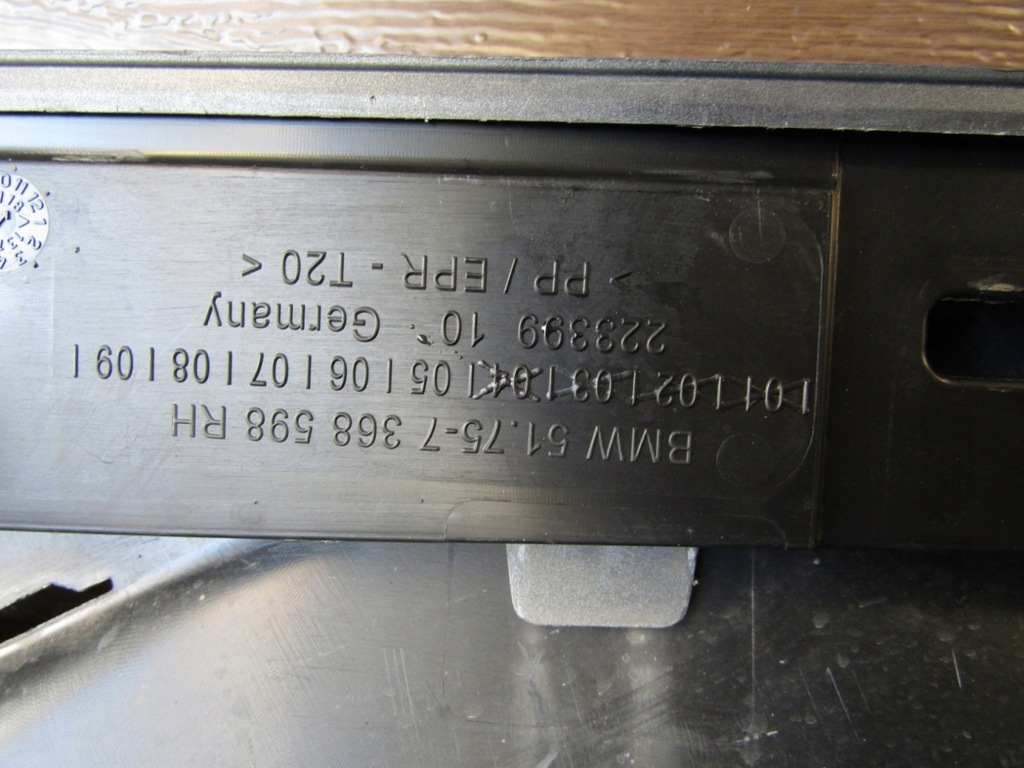 BMW 51.75-7 368 598 RH
| 01 | 02 | 03 | 04 | 05 | 06 | 07 | 08 | 09 |
223399 10 Germany
> PP / EPR - T20 <